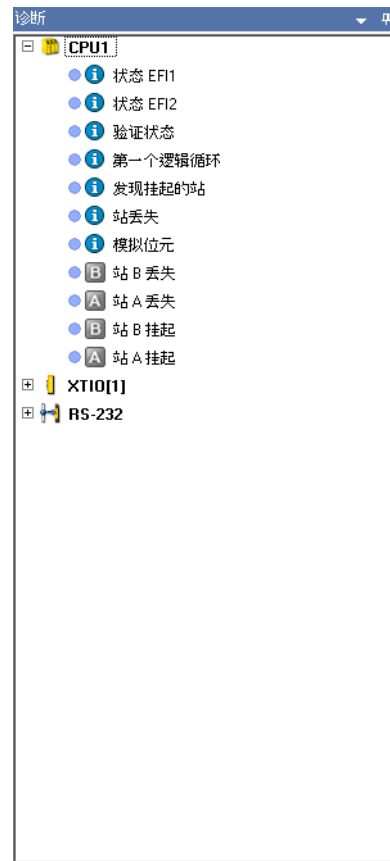 诊断
CPU1
状态 EFI1
状态 EFI2
验证状态
第一个逻辑循环
发现挂起的站
站丢失
模拟位元
B 站 B 丢失
A 站 A 丢失
B 站 B 挂起
A 站 A 挂起
XTIO[1]
RS-232